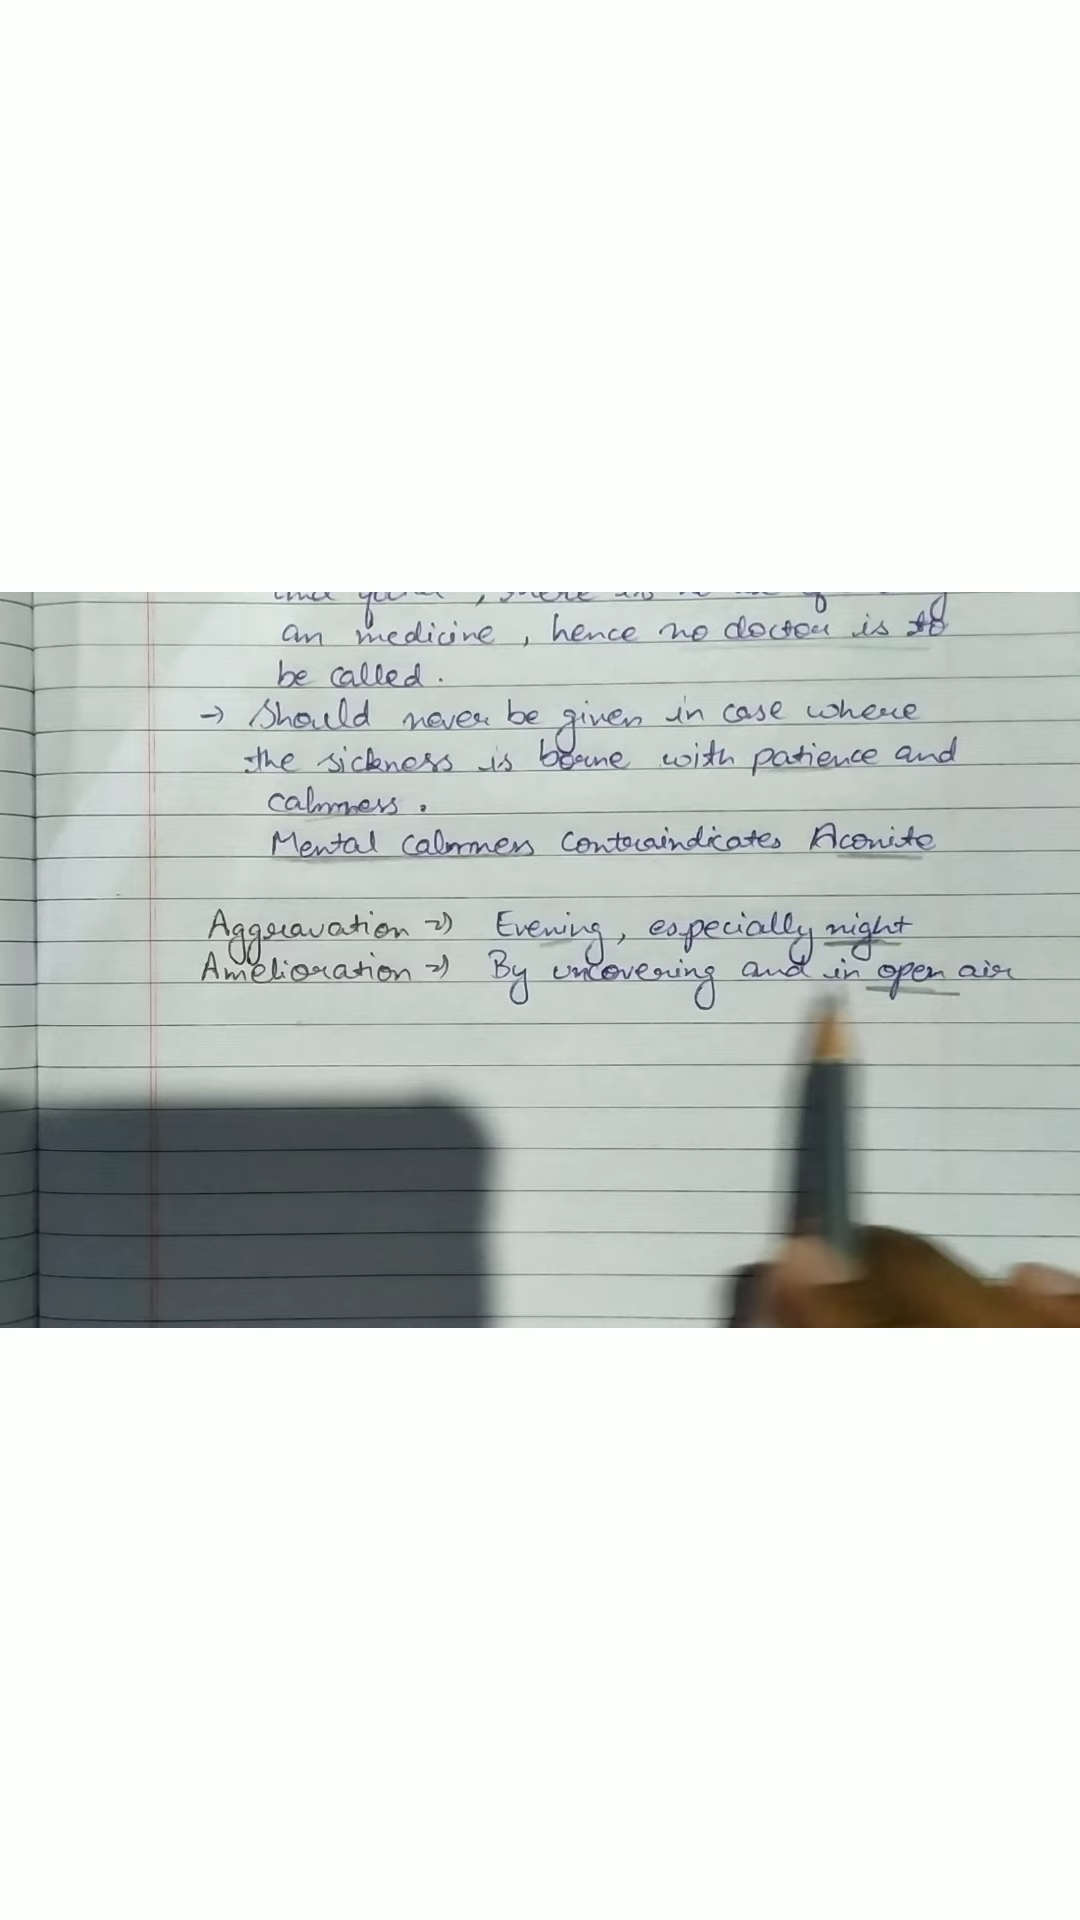 an medicine, hence no doctor is to
be called.
→ Should never be given in case where
the sickness is borne with patience and
calmness.
Mental calmness contraindicates Aconite
Aggravation ⇒ Evening, especially night
Amelioration ⇒ By uncovering and in open air